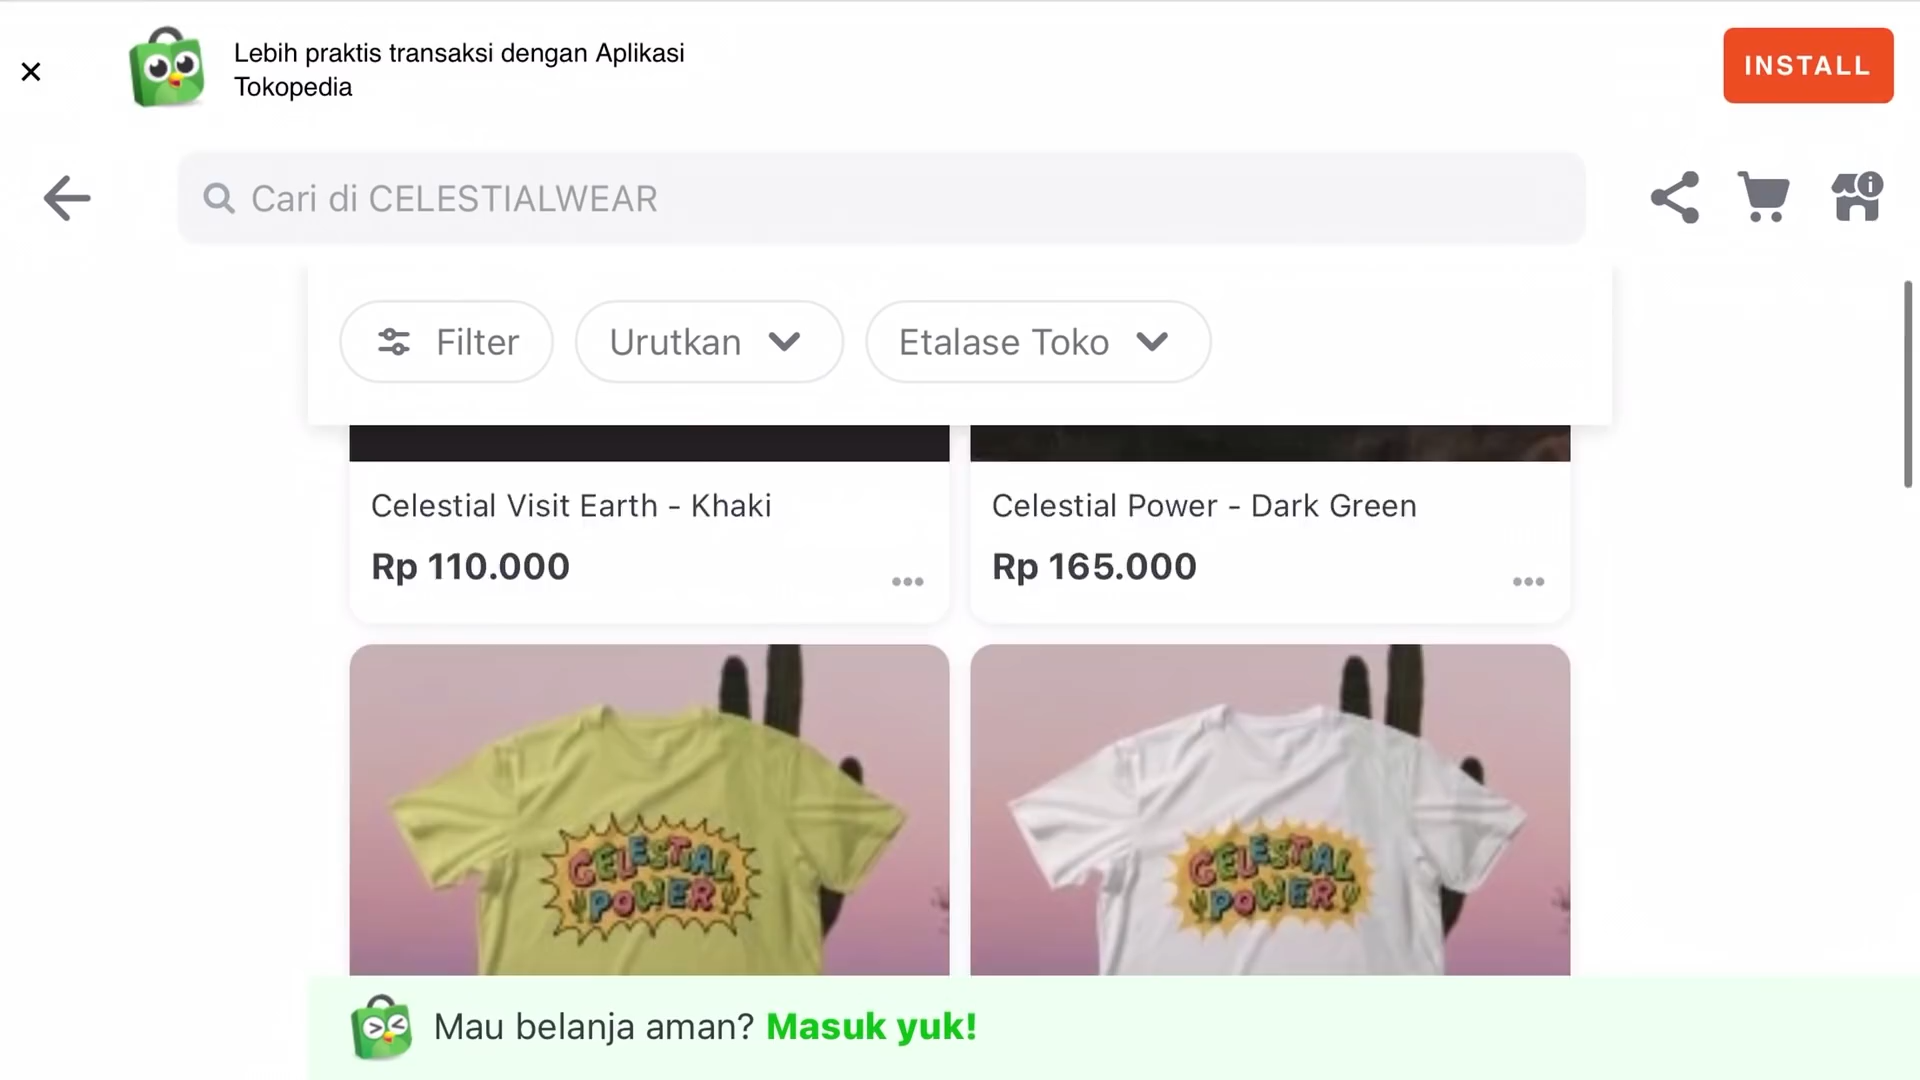 Lebih praktis transaksi dengan Aplikasi
Tokopedia
INSTALL
Cari di CELESTIALWEAR
Filter
Urutkan
Etalase Toko
Celestial Visit Earth - Khaki
Rp 110.000
Celestial Power - Dark Green
Rp 165.000
CELESTIAL
POWER
CELESTIAL
POWER
Mau belanja aman? Masuk yuk!